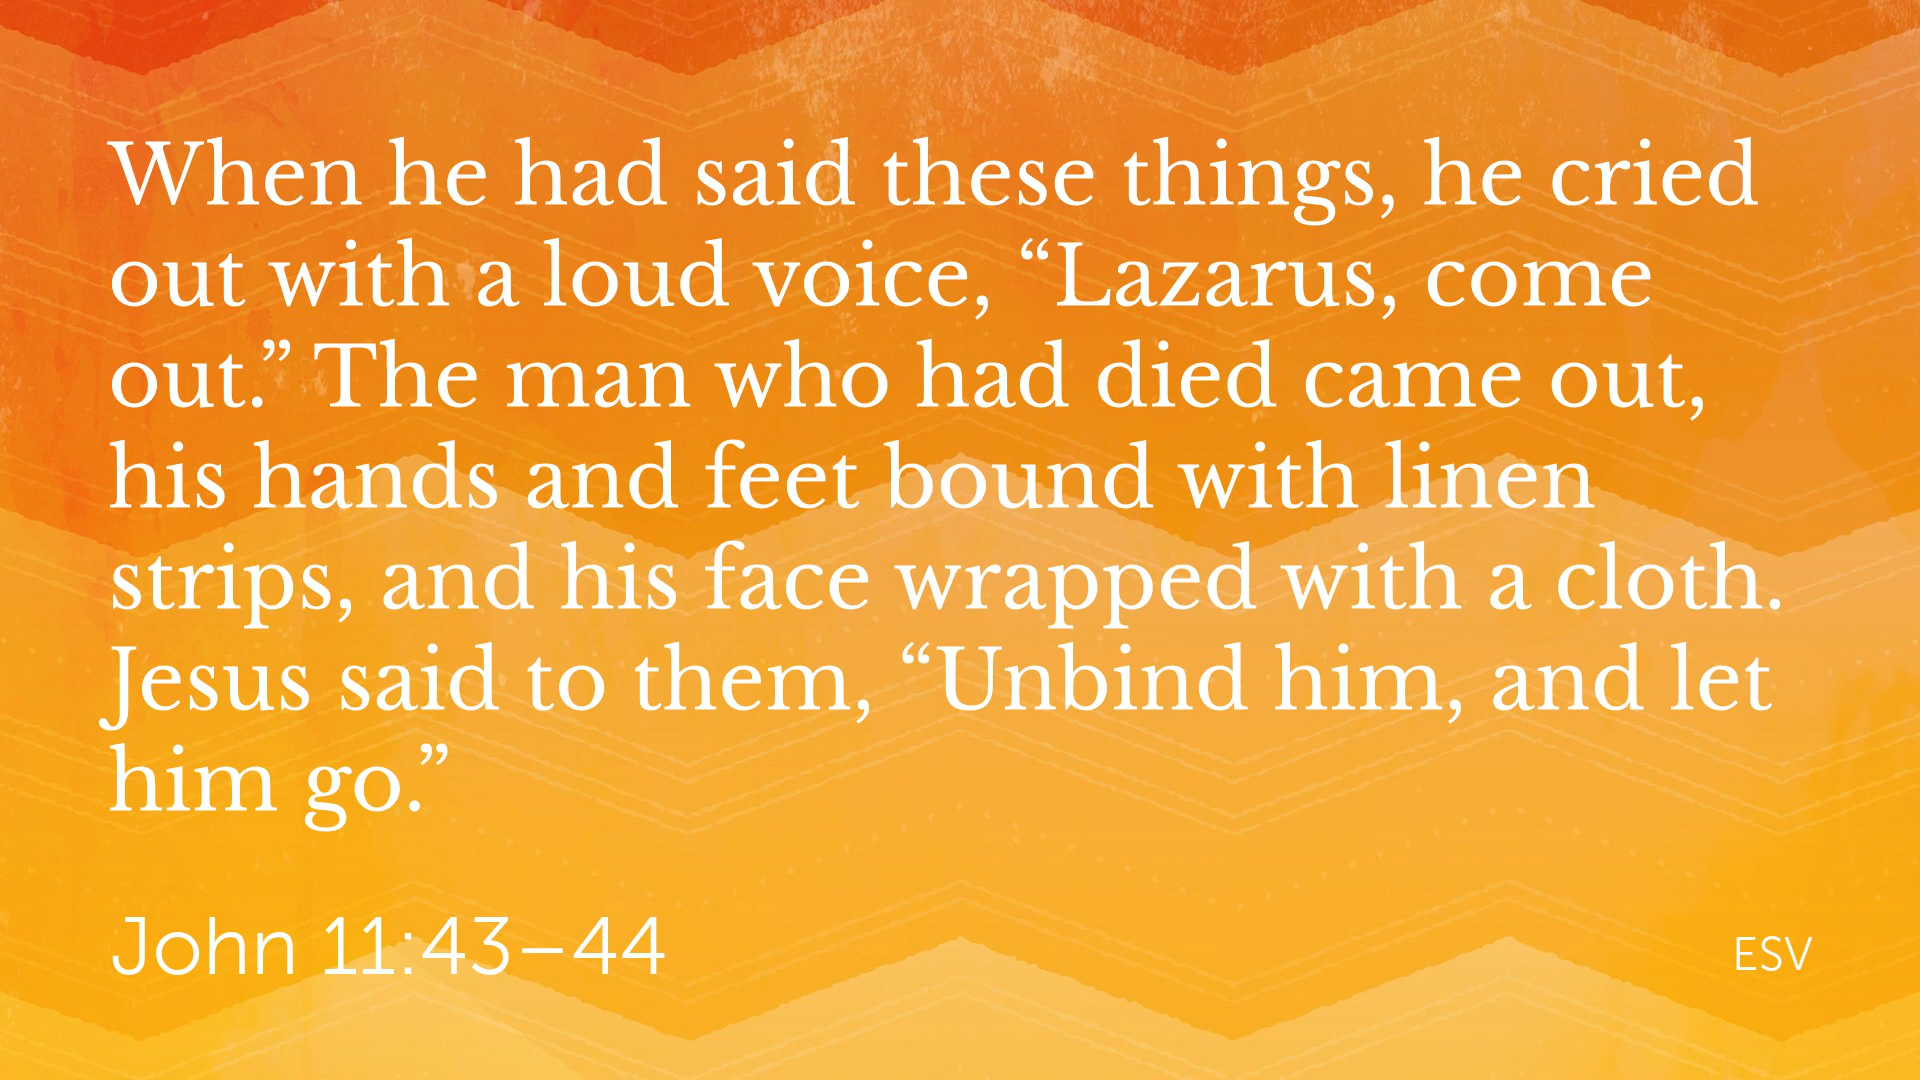 When he had said these things, he cried
out with a loud voice, “Lazarus, come
out.” The man who had died came out,
his hands and feet bound with linen
strips, and his face wrapped with a cloth.
Jesus said to them, “Unbind him, and let
him go.”
John 11:43–44
ESV